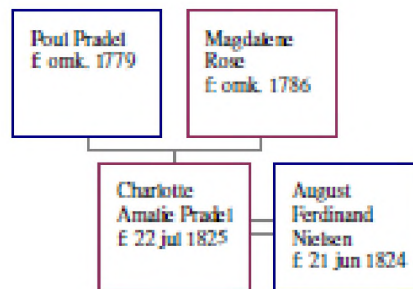 Poul Pradel
f: omk. 1779
Magdalene
Rose
f: omk. 1786
Charlotte
Amalie Pradel
f: 22 jul 1825
August
Ferdinand
Nielsen
f: 21 jun 1824